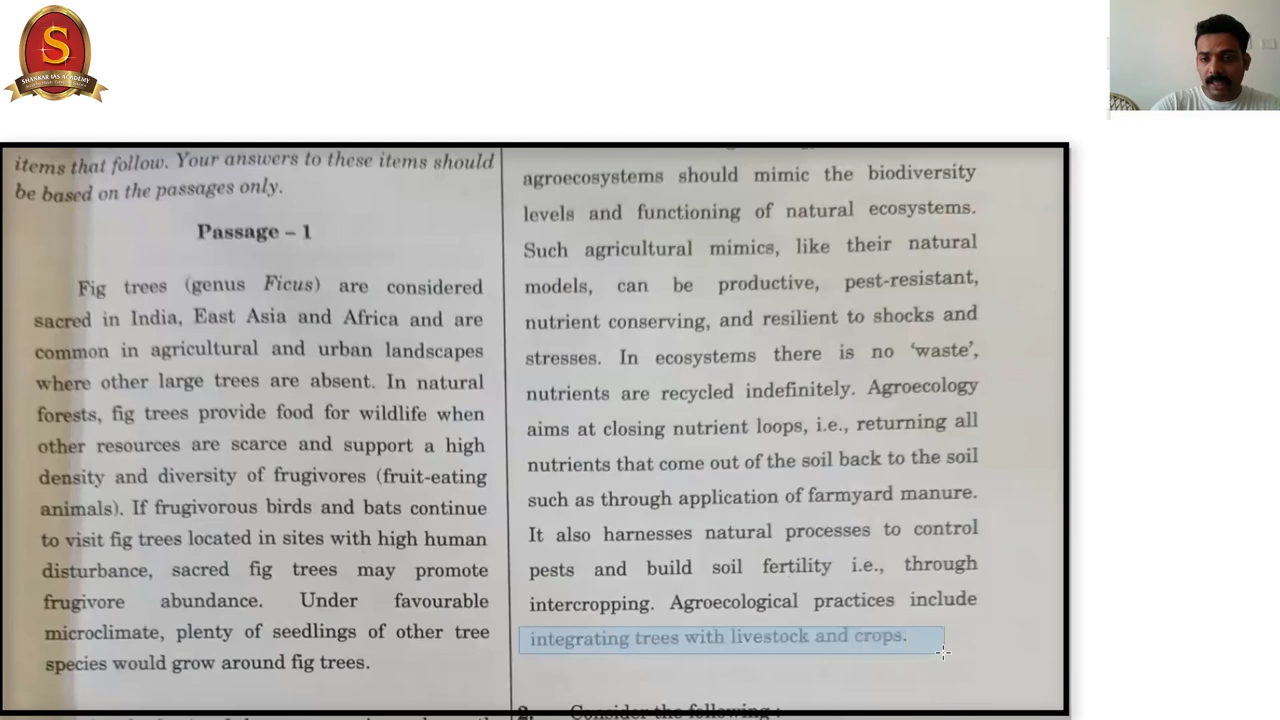 S
SHANKAR IAS ACADEMY
items that follow. Your answers to these items should
be based on the passages only.
Passage – 1
Fig trees (genus Ficus) are considered
sacred in India, East Asia and Africa and are
common in agricultural and urban landscapes
where other large trees are absent. In natural
forests, fig trees provide food for wildlife when
other resources are scarce and support a high
density and diversity of frugivores (fruit-eating
animals). If frugivorous birds and bats continue
to visit fig trees located in sites with high human
disturbance, sacred fig trees may promote
frugivore abundance. Under favourable
microclimate, plenty of seedlings of other tree
species would grow around fig trees.
agroecosystems should mimic the biodiversity
levels and functioning of natural ecosystems.
Such agricultural mimics, like their natural
models, can be productive, pest-resistant,
nutrient conserving, and resilient to shocks and
stresses. In ecosystems there is no ‘waste’,
nutrients are recycled indefinitely. Agroecology
aims at closing nutrient loops, i.e., returning all
nutrients that come out of the soil back to the soil
such as through application of farmyard manure.
It also harnesses natural processes to control
pests and build soil fertility i.e., through
intercropping. Agroecological practices include
integrating trees with livestock and crops.
2. Consider the following :